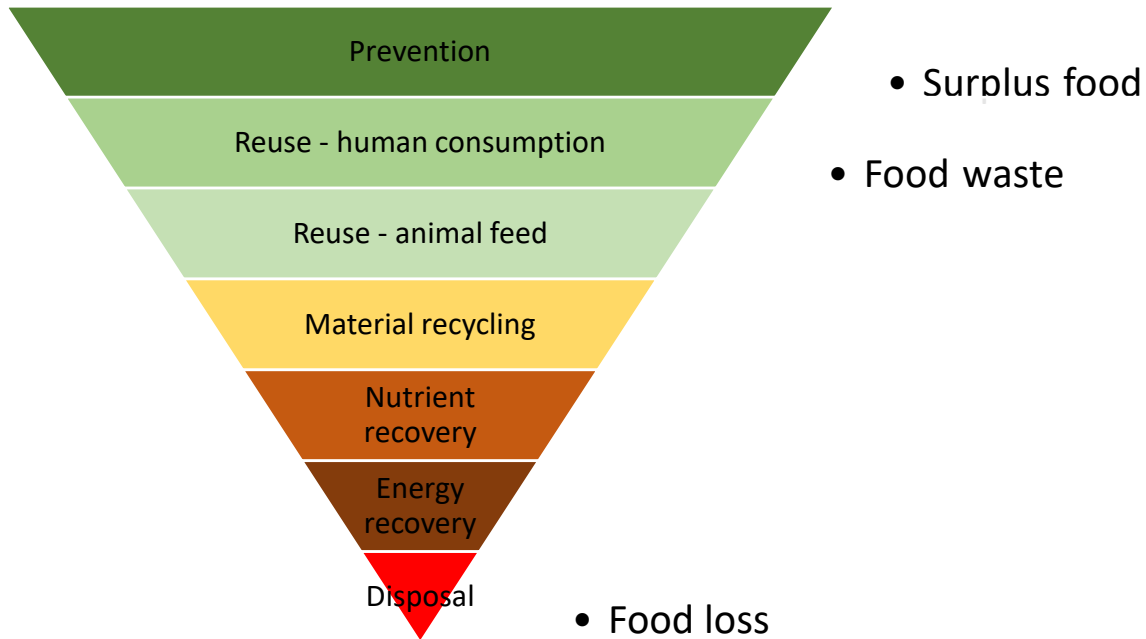 Prevention
• Surplus food
Reuse - human consumption
• Food waste
Reuse - animal feed
Material recycling
Nutrient
recovery
Energy
recovery
Disposal
• Food loss